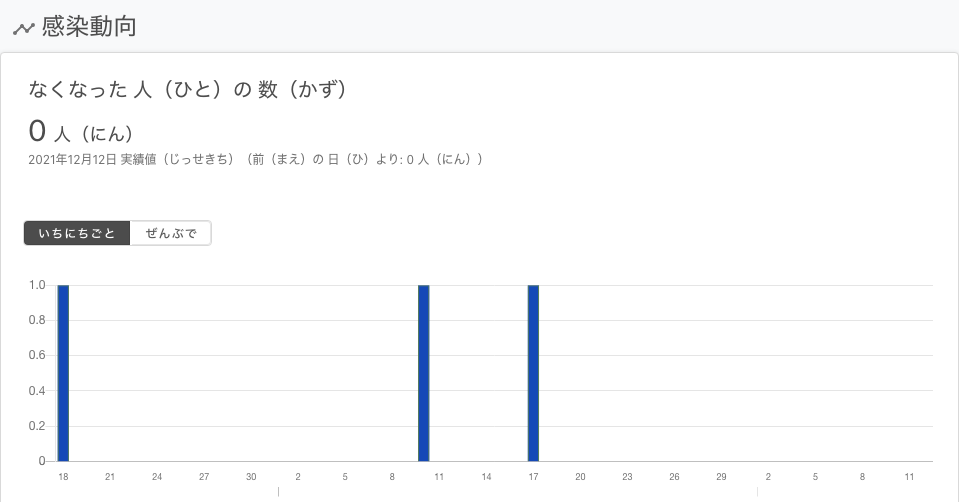 感染動向
なくなった 人（ひと）の 数（かず）
0 人（にん）
2021年12月12日 実績値（じっせきち）（前（まえ）の 日（ひ）より: 0 人（にん））
いちにちごと ぜんぶで
1.0
0.8
0.6
0.4
0.2
0
18 21 24 27 30 2 5 8 11 14 17 20 23 26 29 2 5 8 11